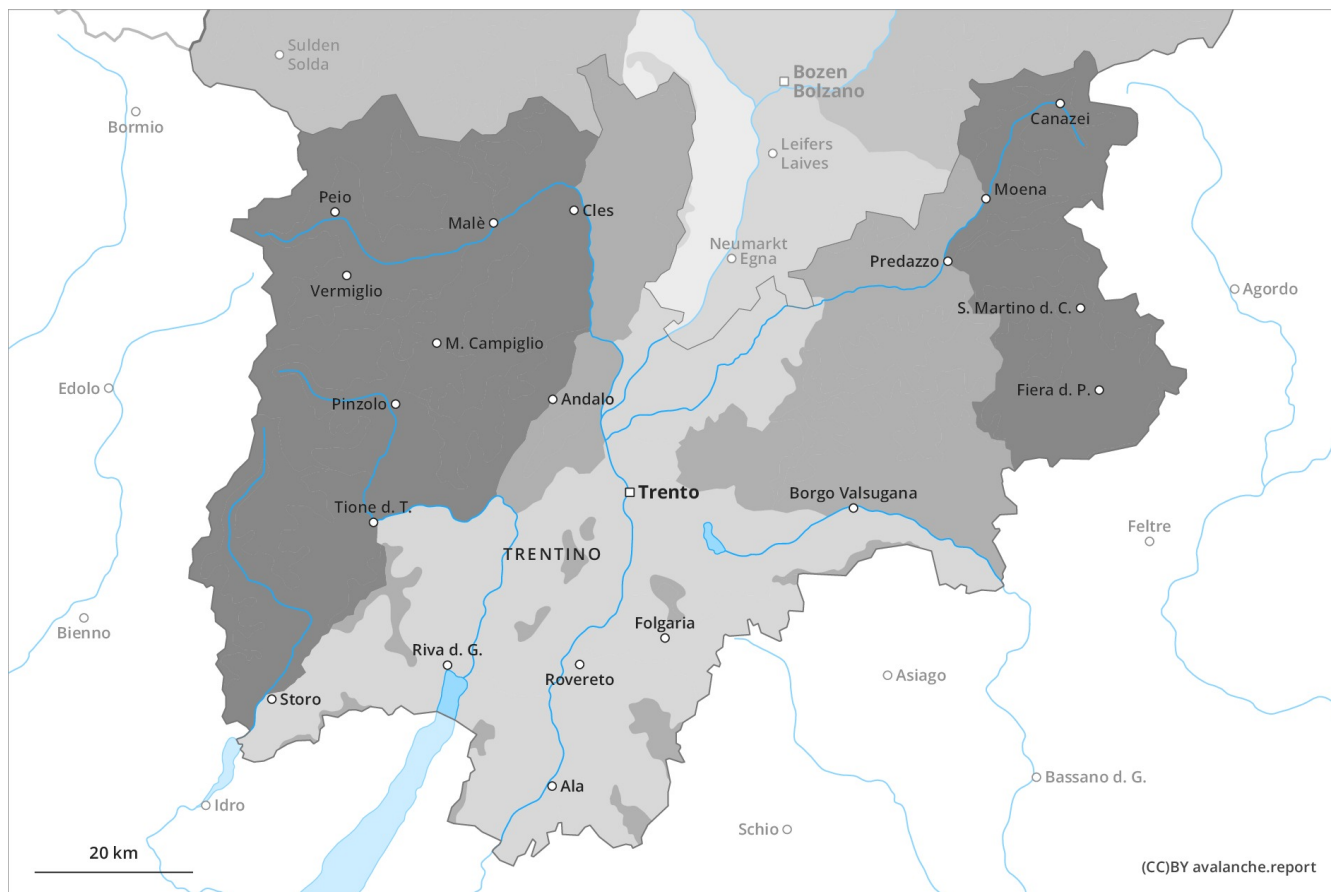 Sulden
Solda
Bozen
Bolzano
Bormio
Canazei
Leifers
Laives
Peio
Malè
Cles
Moena
Neumarkt
Egna
Predazzo
Vermiglio
Agordo
S. Martino d. C.
M. Campiglio
Edolo
Pinzolo
Andalo
Fiera d. P.
Trento
Borgo Valsugana
Tione d. T.
Feltre
TRENTINO
Bienno
Folgaria
Riva d. G.
Rovereto
Asiago
Storo
Bassano d. G.
Ala
Idro
Schio
20 km
(CC)BY avalanche.report